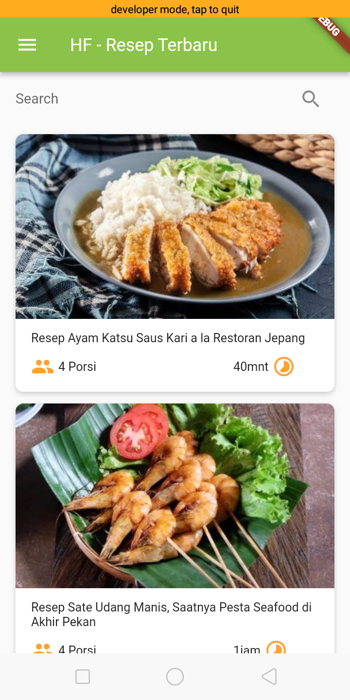 developer mode, tap to quit
HF - Resep Terbaru
Search
Resep Ayam Katsu Saus Kari a la Restoran Jepang
4 Porsi 40mnt
Resep Sate Udang Manis, Saatnya Pesta Seafood di
Akhir Pekan
4 Porsi 1jam